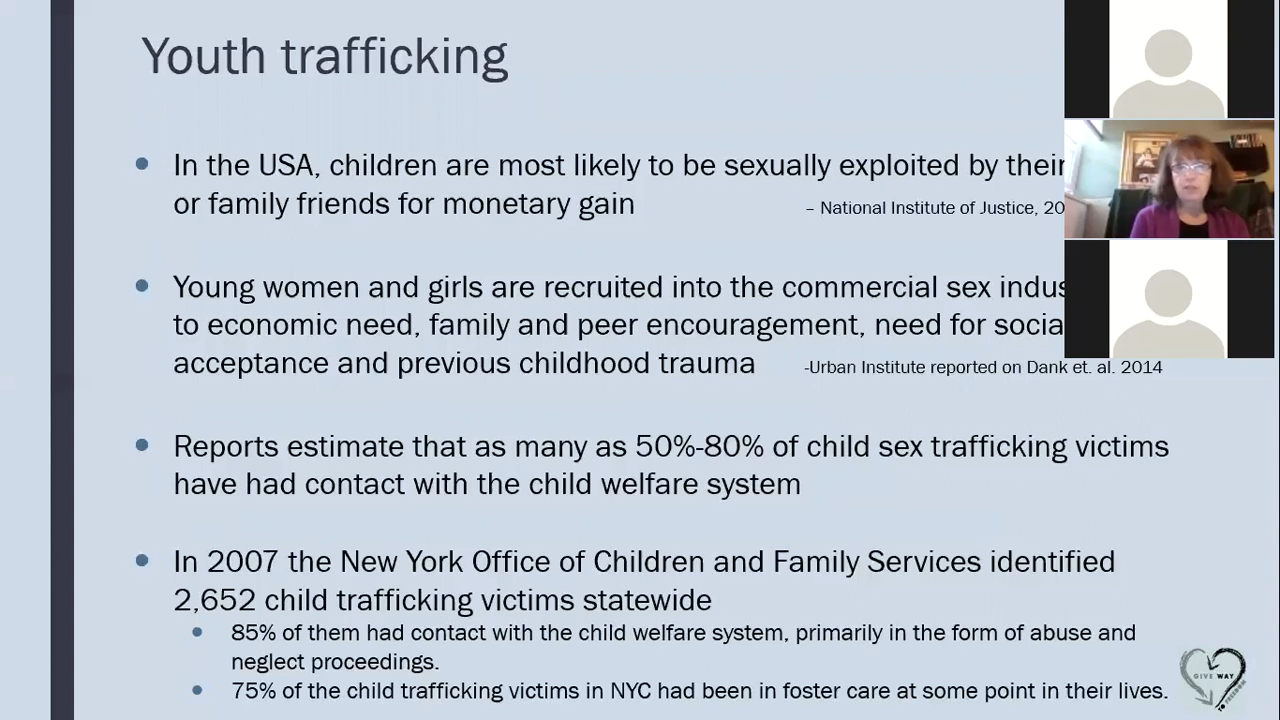 Youth trafficking
In the USA, children are most likely to be sexually exploited by their
or family friends for monetary gain
– National Institute of Justice, 20
Young women and girls are recruited into the commercial sex indus
to economic need, family and peer encouragement, need for socia
acceptance and previous childhood trauma
-Urban Institute reported on Dank et. al. 2014
Reports estimate that as many as 50%-80% of child sex trafficking victims
have had contact with the child welfare system
In 2007 the New York Office of Children and Family Services identified
2,652 child trafficking victims statewide
85% of them had contact with the child welfare system, primarily in the form of abuse and
neglect proceedings.
75% of the child trafficking victims in NYC had been in foster care at some point in their lives.
GIVE WAY
TO FREEDOM